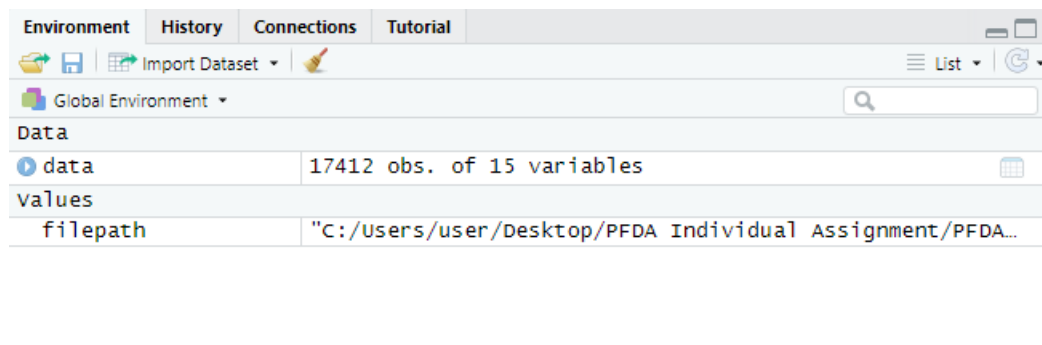 Environment History Connections Tutorial
Import Dataset List
Global Environment
Data
data 17412 obs. of 15 variables
Values
filepath "C:/Users/user/Desktop/PFDA Individual Assignment/PFDA…